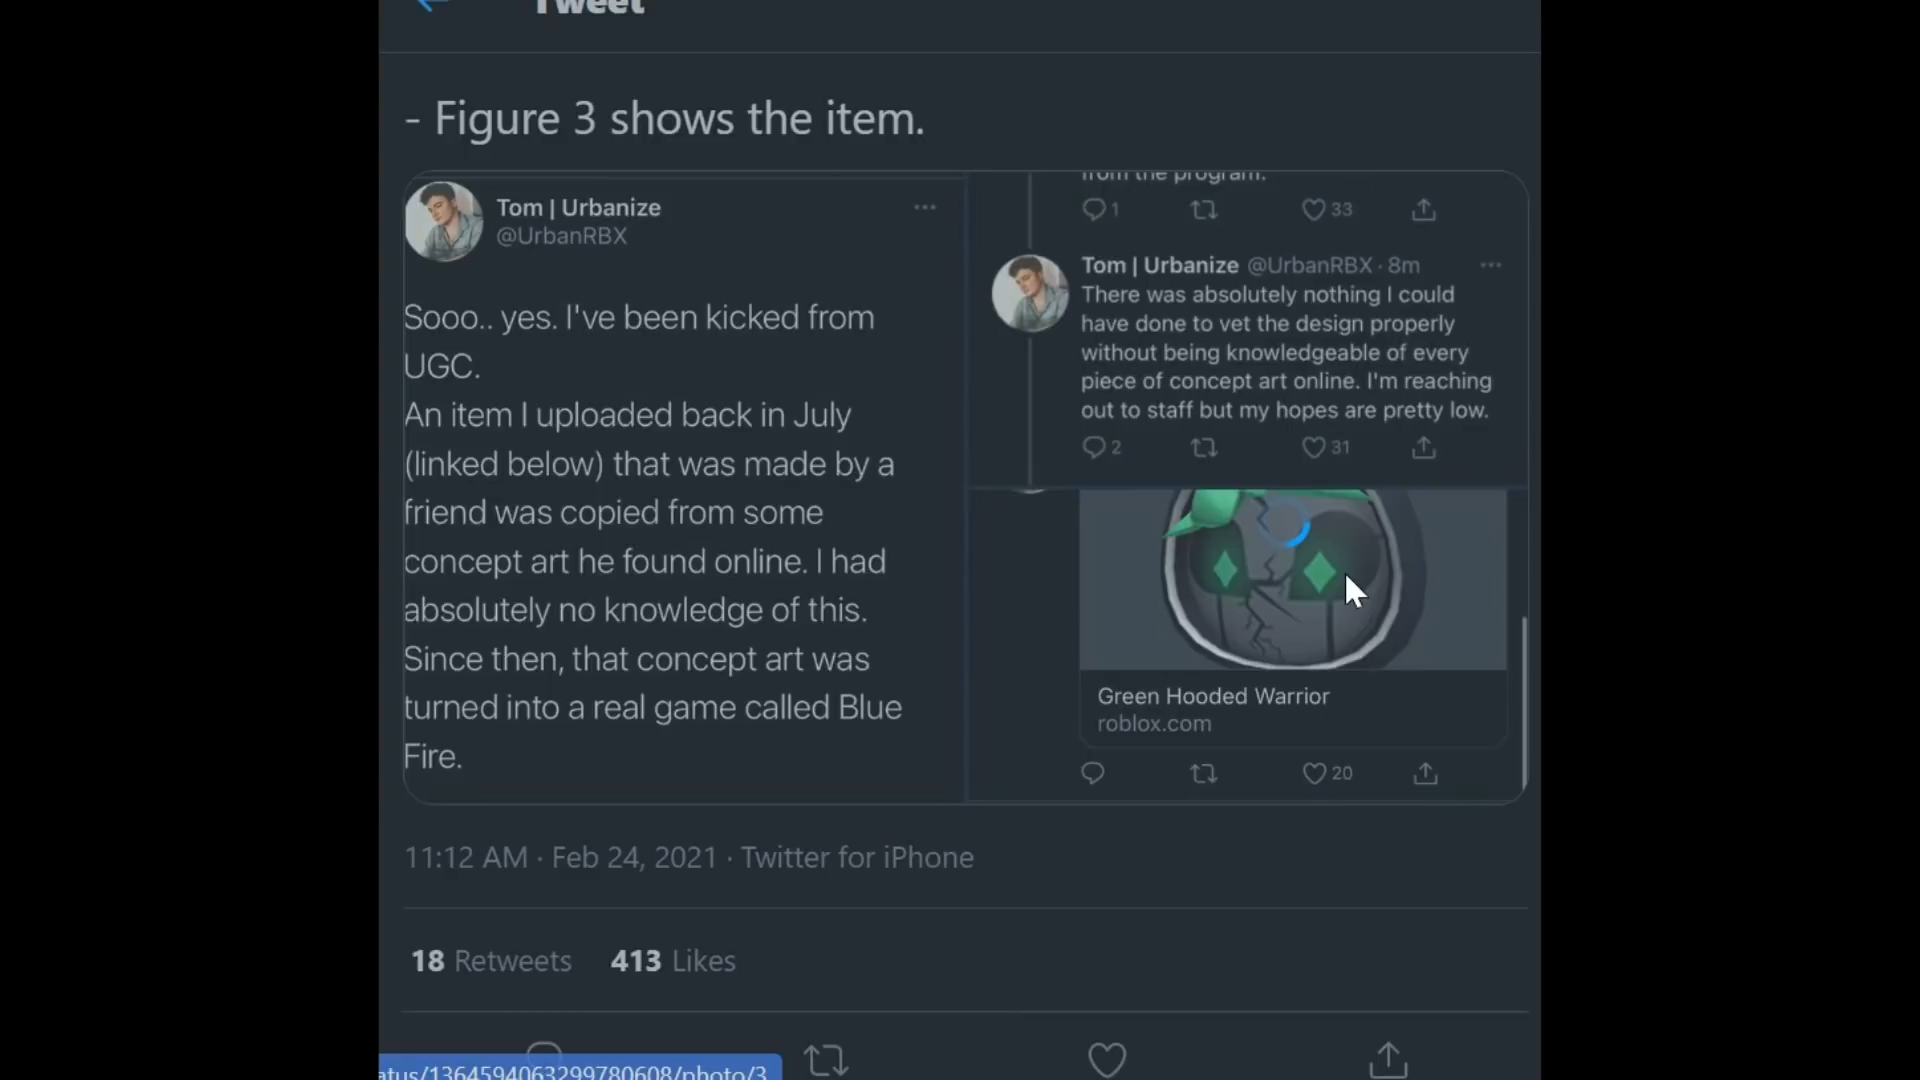 Tweet
- Figure 3 shows the item.
Tom | Urbanize
@UrbanRBX
Sooo.. yes. I've been kicked from
UGC.
An item I uploaded back in July
(linked below) that was made by a
friend was copied from some
concept art he found online. I had
absolutely no knowledge of this.
Since then, that concept art was
turned into a real game called Blue
Fire.
from the program.
1 33
Tom | Urbanize @UrbanRBX · 8m
There was absolutely nothing I could
have done to vet the design properly
without being knowledgeable of every
piece of concept art online. I'm reaching
out to staff but my hopes are pretty low.
2 31
Green Hooded Warrior
roblox.com
20
11:12 AM · Feb 24, 2021 · Twitter for iPhone
18 Retweets 413 Likes
atus/1364594063299780608/photo/3